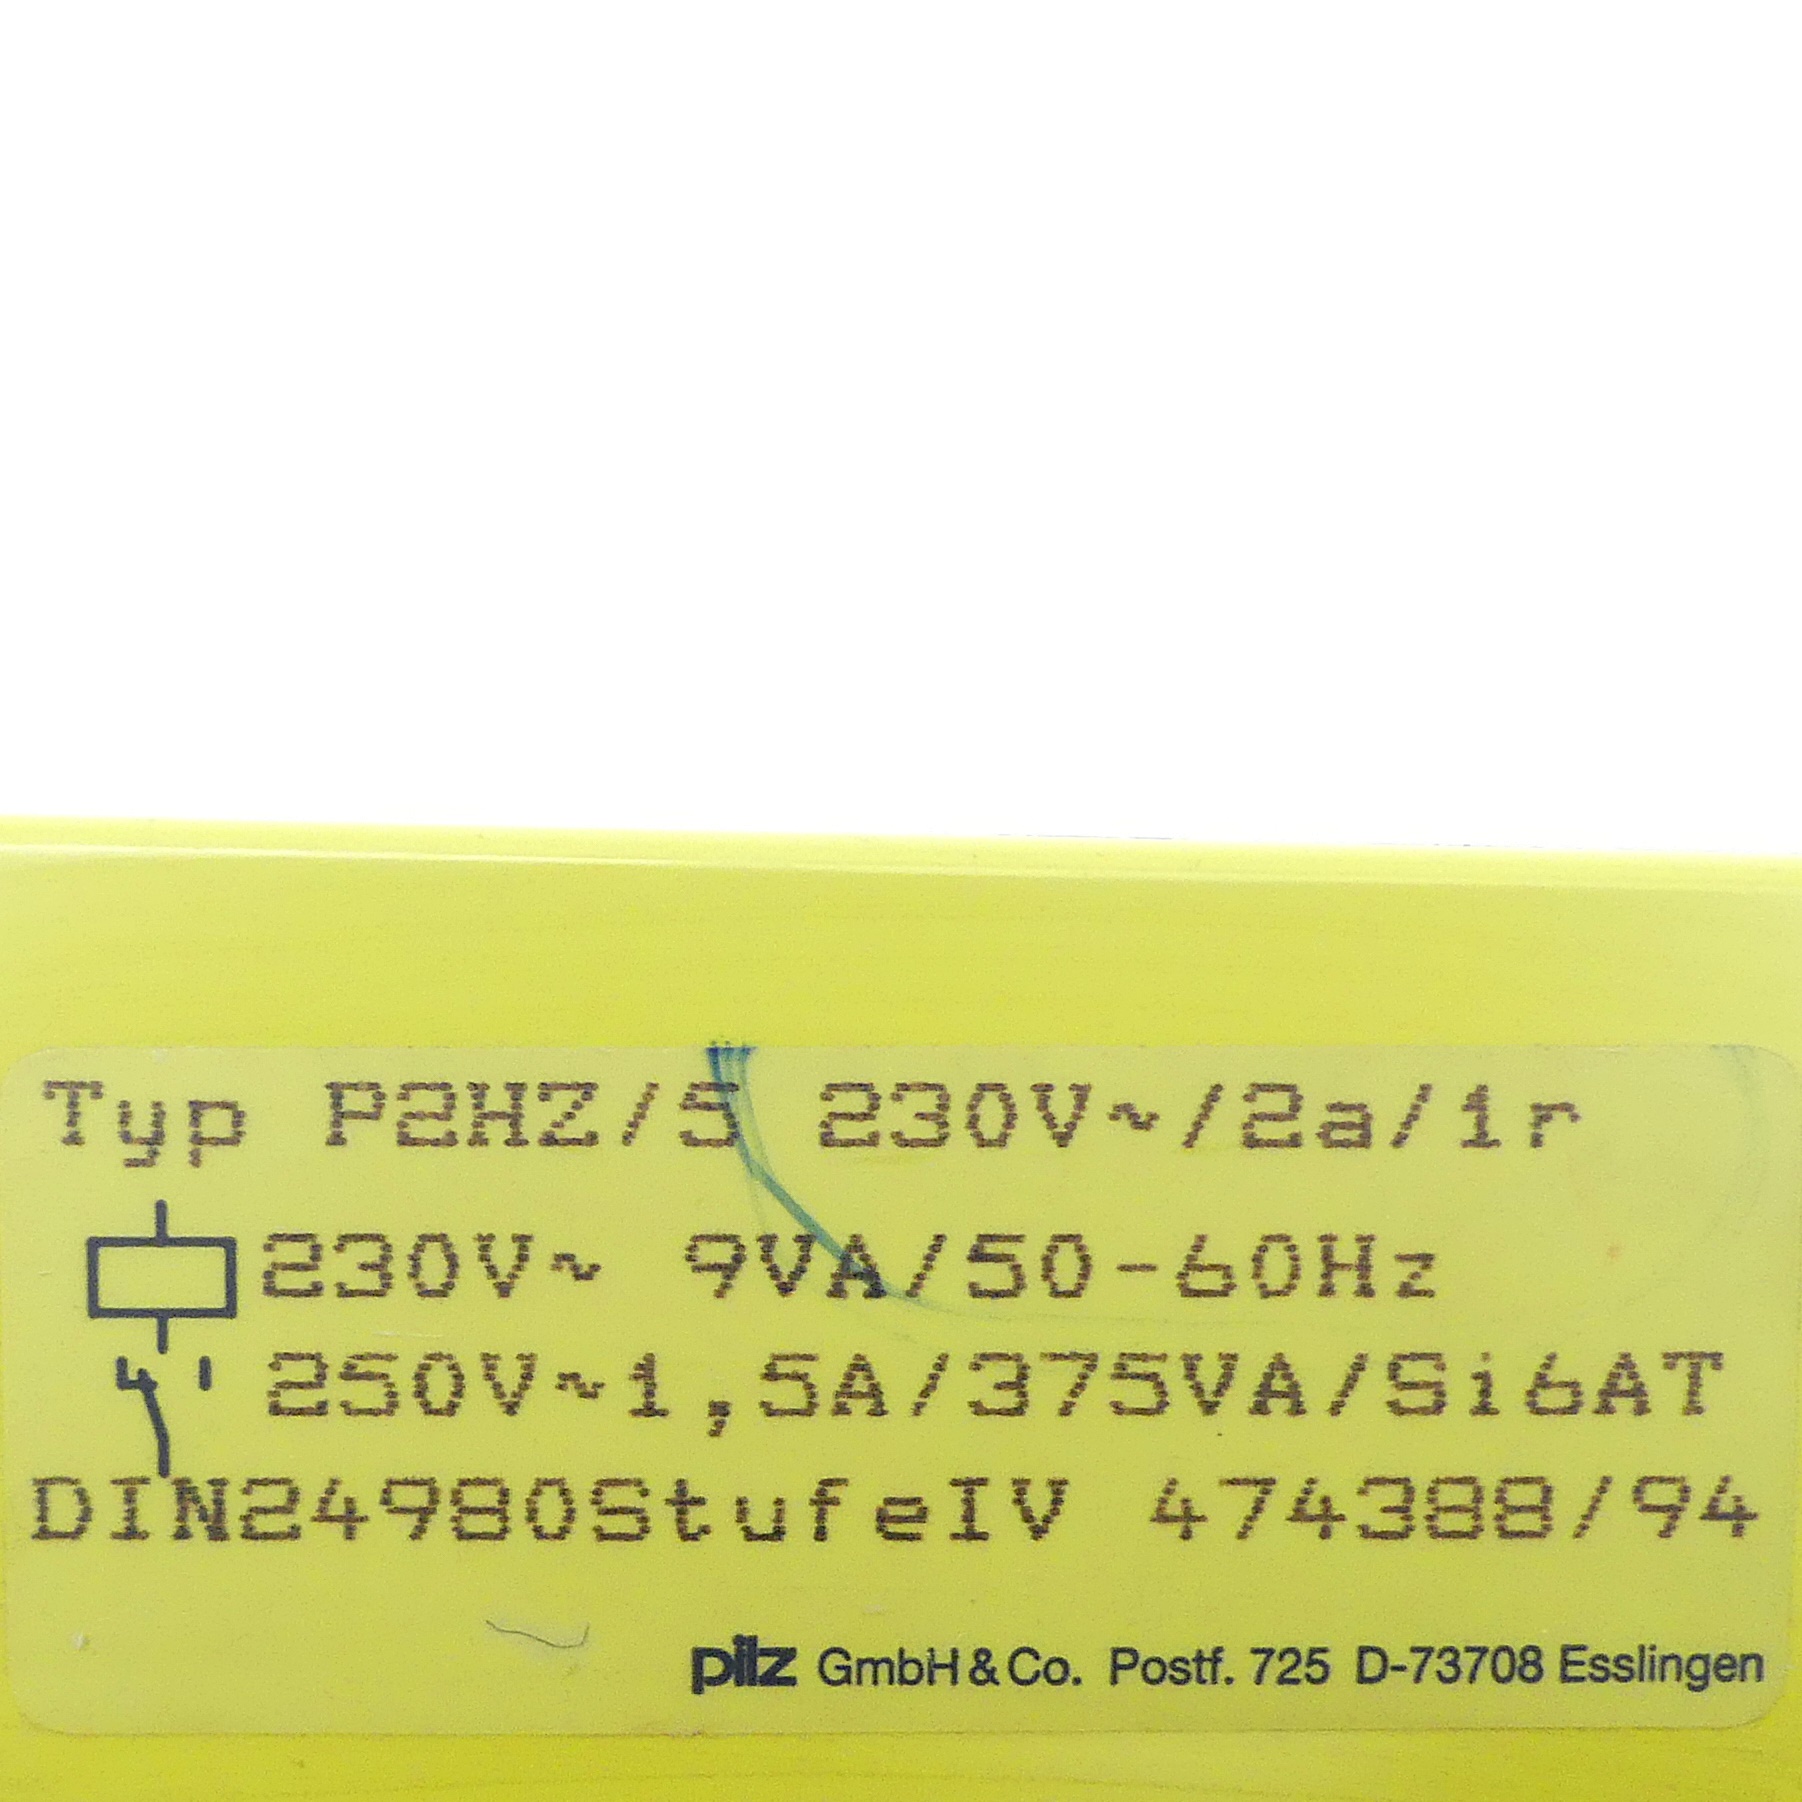 Typ P2HZ/5 230V~/2a/1r
230V~ 9VA/50-60Hz
250V~1,5A/375VA/Si6AT
DIN24980StufeIV 474388/94
pilz GmbH & Co. Postf. 725 D-73708 Esslingen